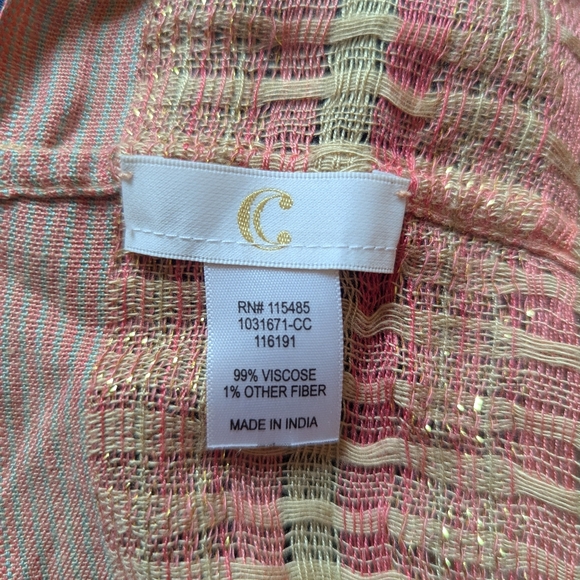 C
RN# 115485
1031671-CC
116191
99% VISCOSE
1% OTHER FIBER
MADE IN INDIA